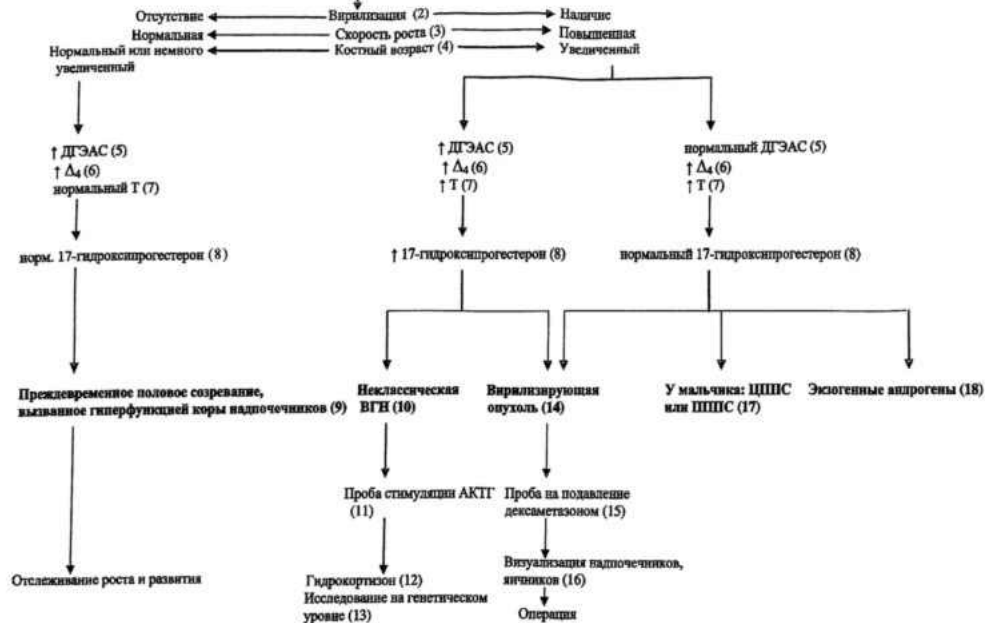 Отсутствие Вирилизация (2) Наличие
Нормальная Скорость роста (3) Повышенная
Нормальный или немного Костный возраст (4) Увеличенный
увеличенный
↑ ДГЭАС (5) ↑ ДГЭАС (5) нормальный ДГЭАС (5)
↑ Δ₄ (6) ↑ Δ₄ (6) ↑ Δ₄ (6)
нормальный Т (7) ↑ Т (7) ↑ Т (7)
норм. 17-гидроксипрогестерон (8) ↑ 17-гидроксипрогестерон (8) нормальный 17-гидроксипрогестерон (8)
Преждевременное половое созревание, Неклассическая Вирилизирующая У мальчика: ЦППС Экзогенные андрогены (18)
вызванное гиперфункцией коры надпочечников (9) ВГН (10) опухоль (14) или ПППС (17)
Проба стимуляции АКТГ Проба на подавление
(11) дексаметазоном (15)
Отслеживание роста и развития Гидрокортизон (12) Визуализация надпочечников,
Исследование на генетическом яичников (16)
уровне (13) Операция